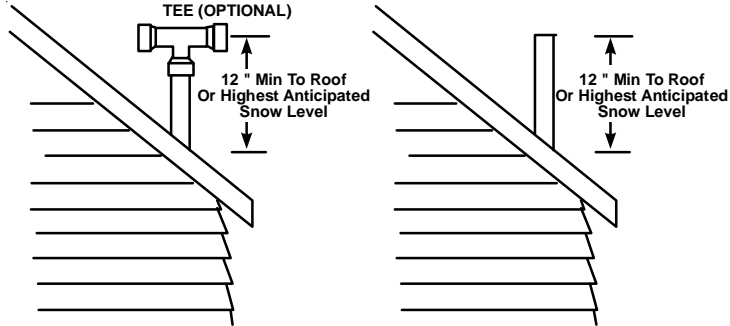 TEE (OPTIONAL)
12 " Min To Roof
Or Highest Anticipated
Snow Level
12 " Min To Roof
Or Highest Anticipated
Snow Level